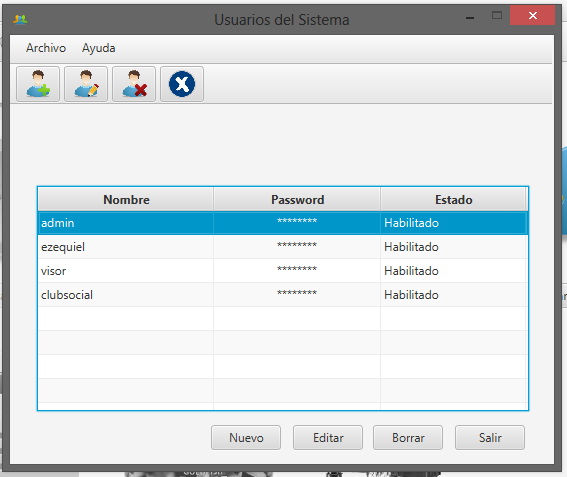 Usuarios del Sistema
Archivo Ayuda
Nombre Password Estado
admin ******** Habilitado
ezequiel ******** Habilitado
visor ******** Habilitado
clubsocial ******** Habilitado
Nuevo Editar Borrar Salir